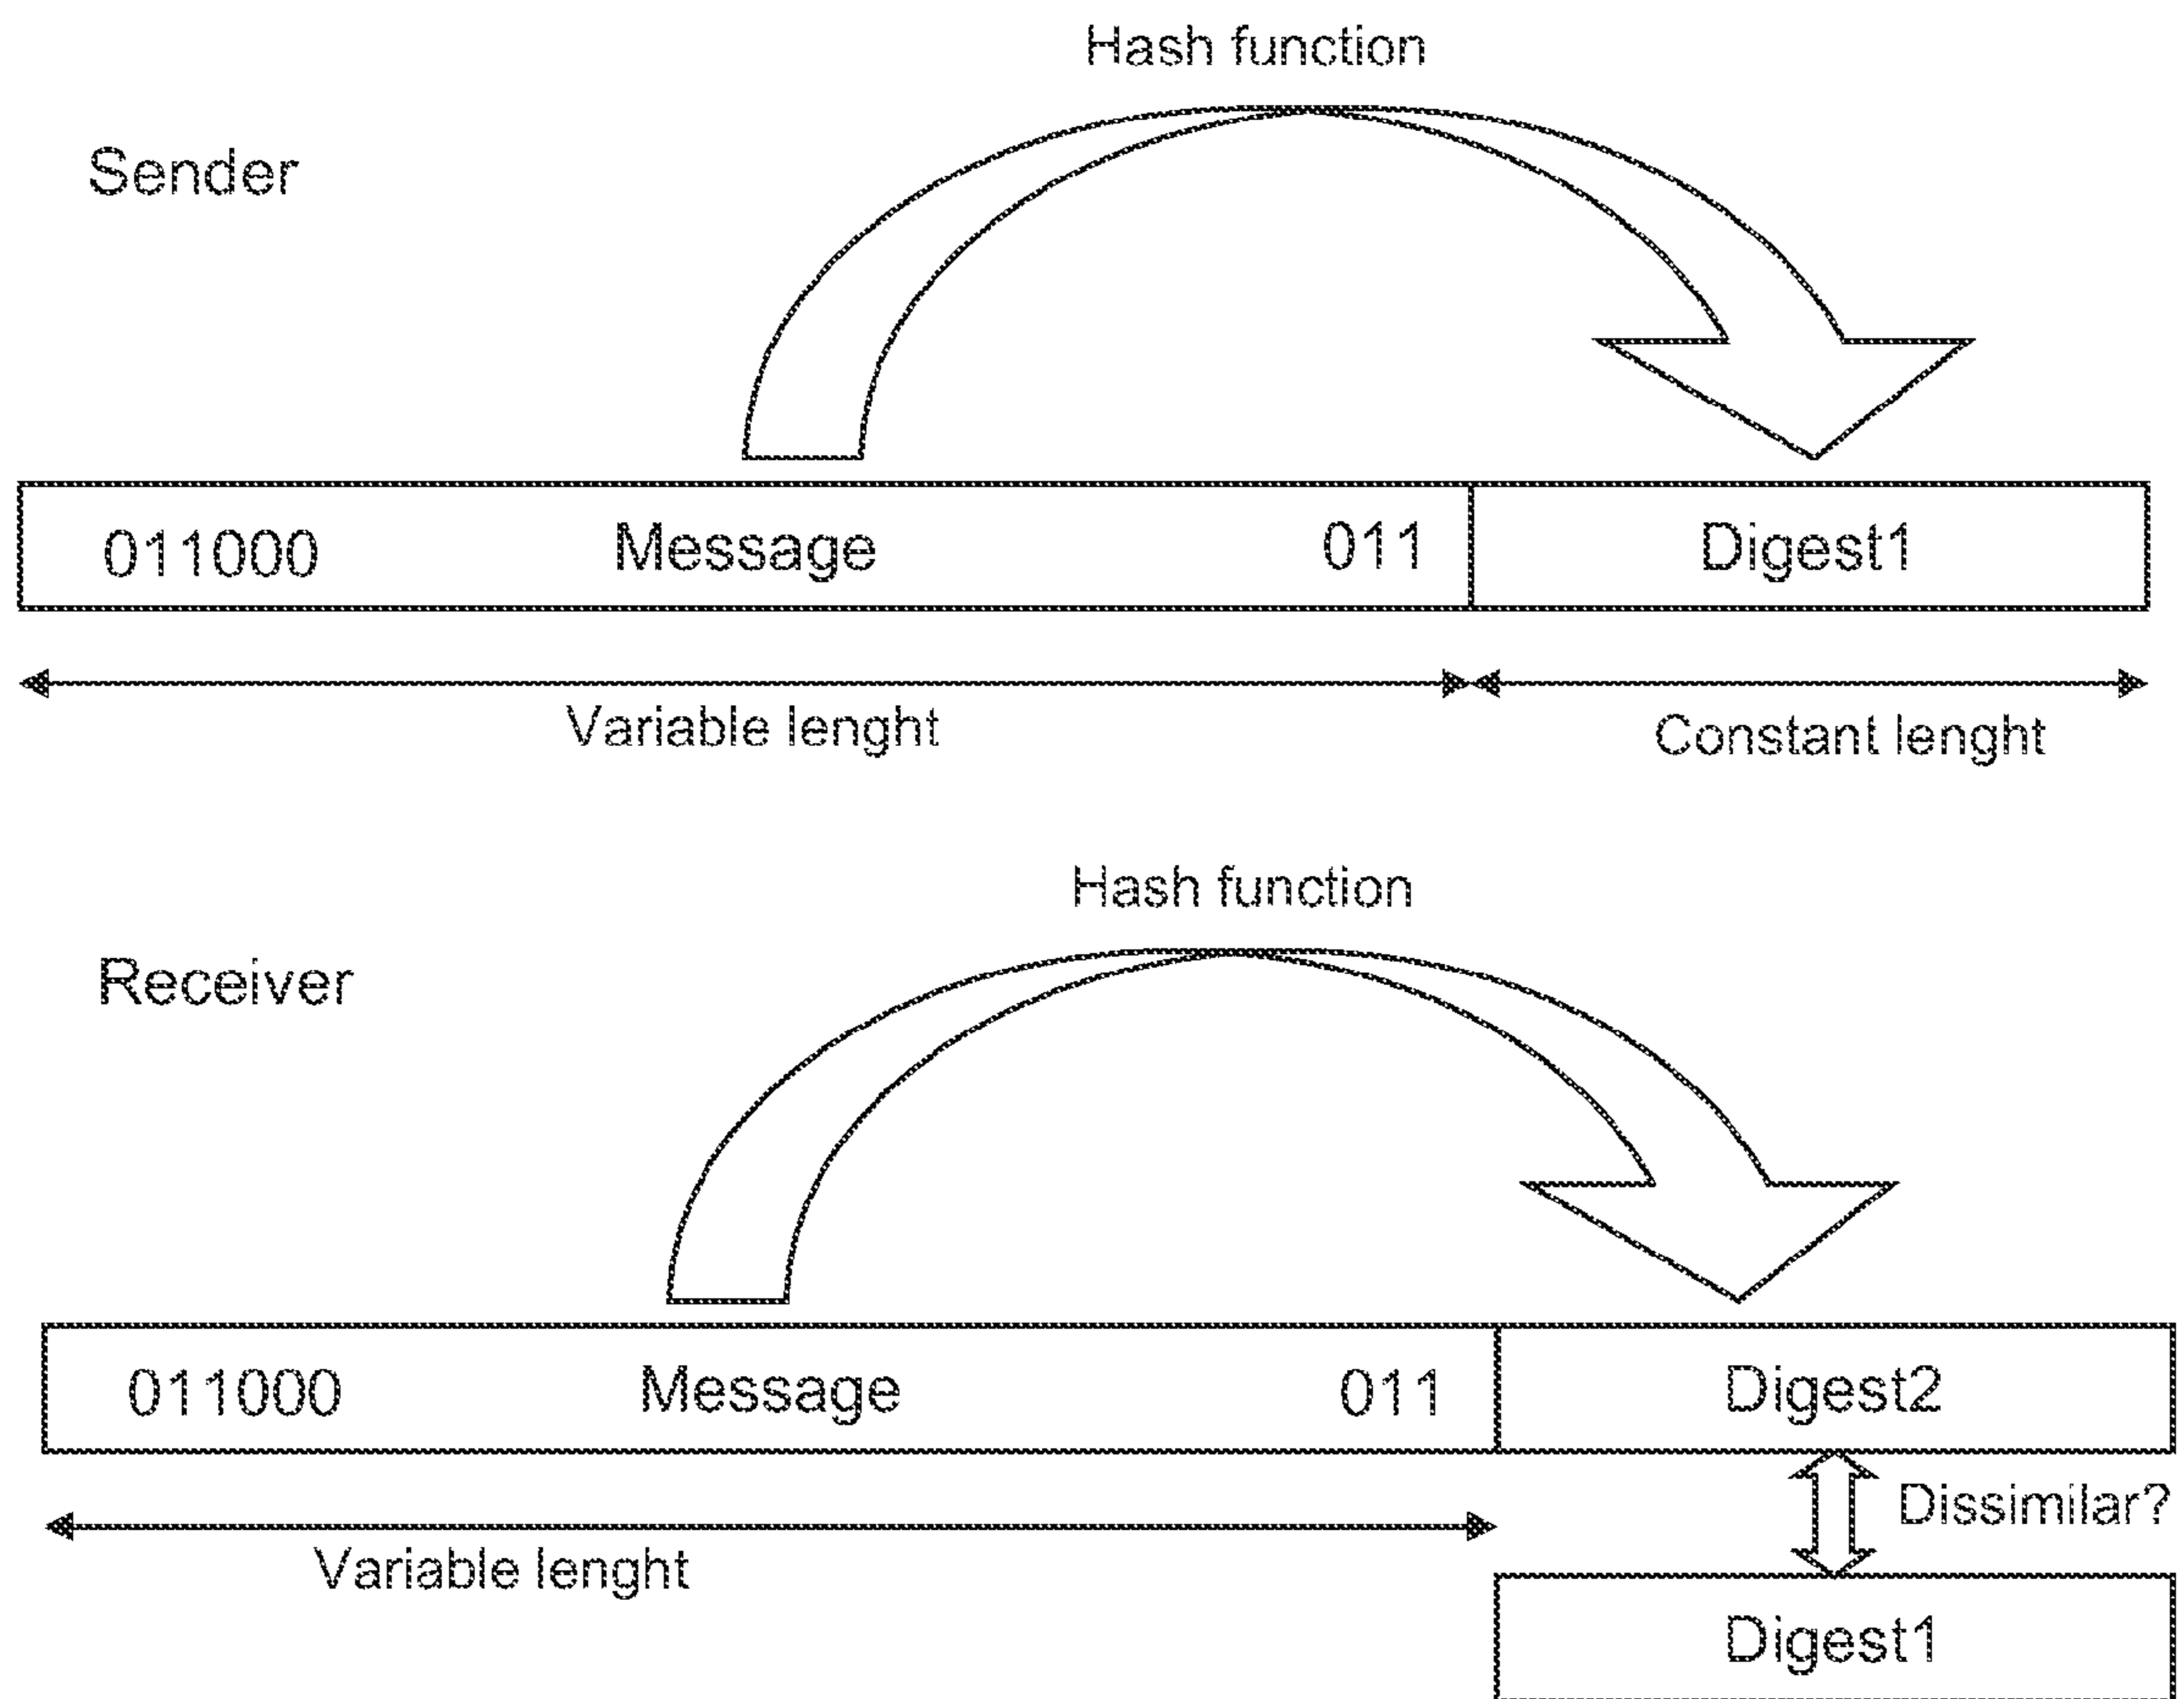 Hash function
Sender
011000 Message 011 Digest1
Variable lenght Constant lenght
Hash function
Receiver
011000 Message 011 Digest2
Dissimilar?
Variable lenght
Digest1